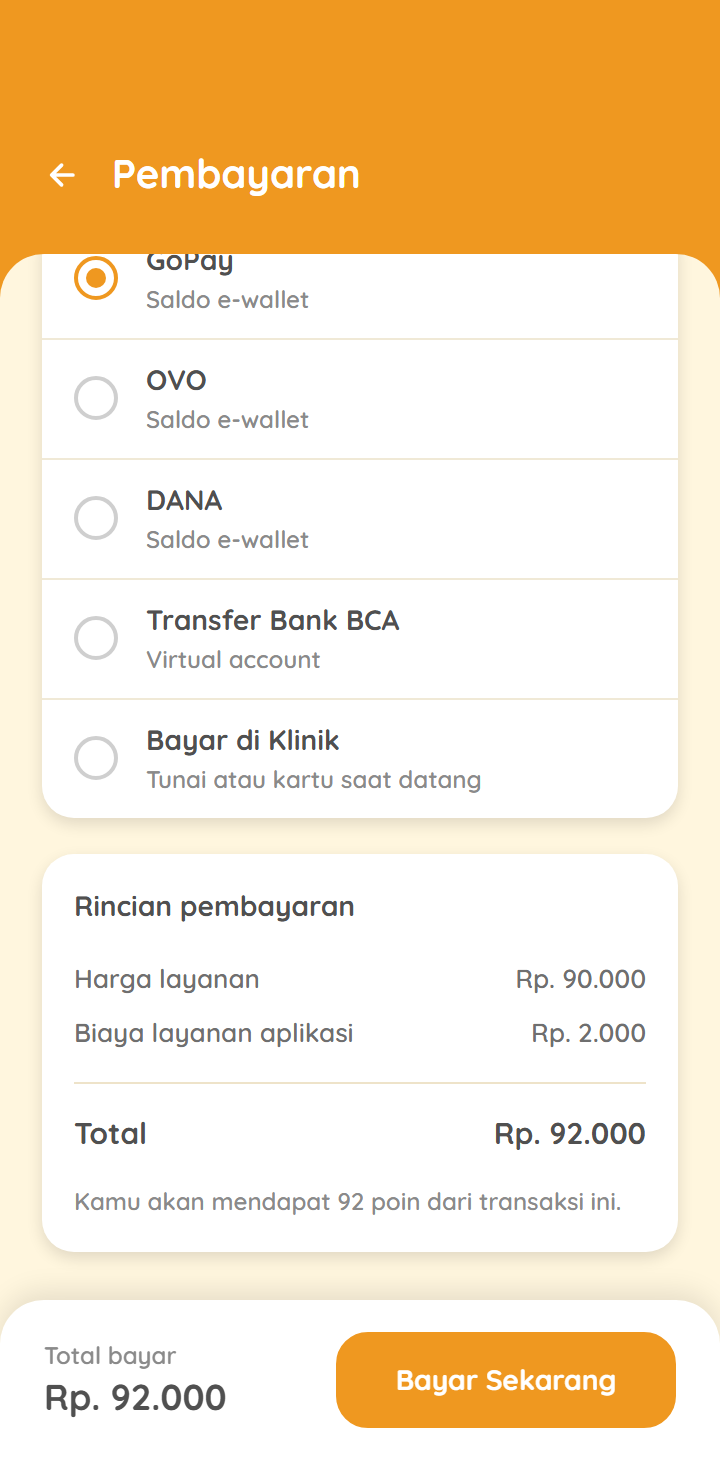 Pembayaran
GoPay
Saldo e-wallet
OVO
Saldo e-wallet
DANA
Saldo e-wallet
Transfer Bank BCA
Virtual account
Bayar di Klinik
Tunai atau kartu saat datang
Rincian pembayaran
Harga layanan Rp. 90.000
Biaya layanan aplikasi Rp. 2.000
Total Rp. 92.000
Kamu akan mendapat 92 poin dari transaksi ini.
Total bayar
Rp. 92.000
Bayar Sekarang